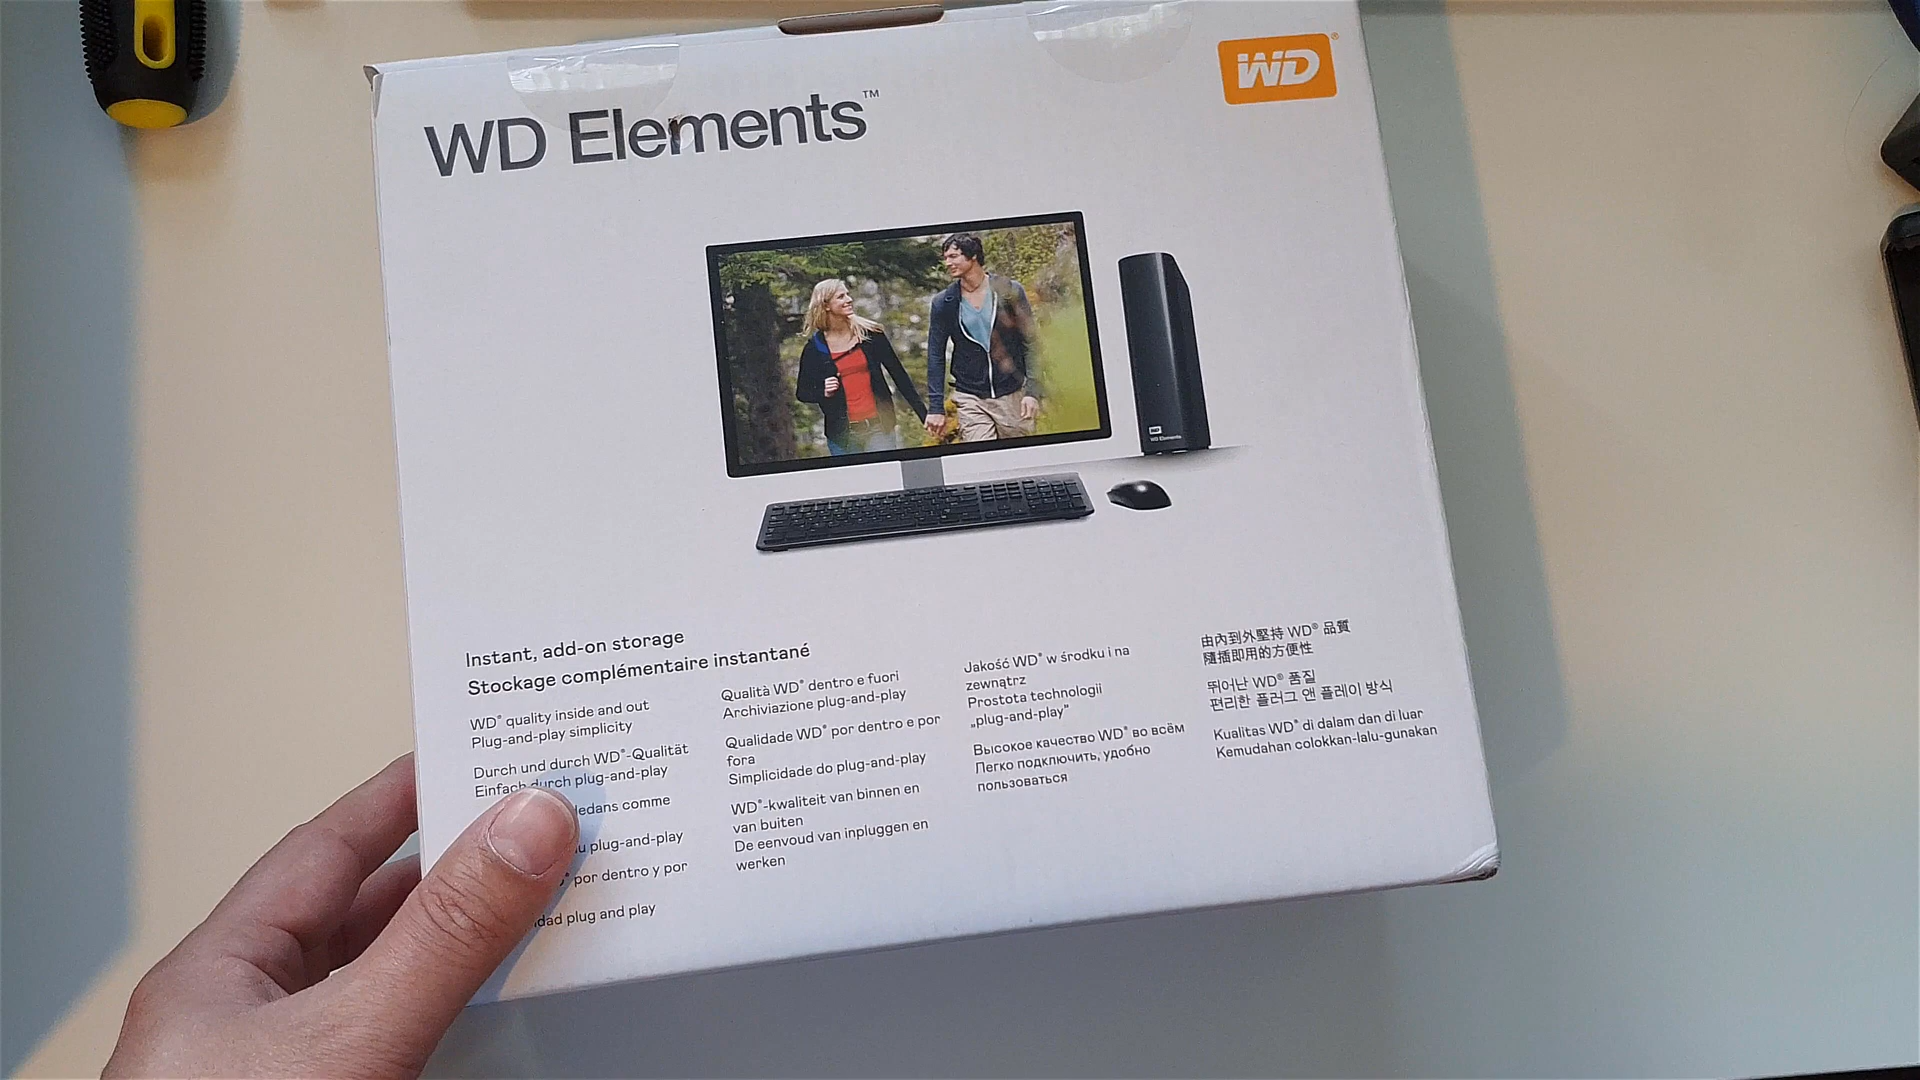 WD Elements™
WD®
WD Elements
Instant, add-on storage
Stockage complémentaire instantané
WD® quality inside and out
Plug-and-play simplicity
Durch und durch WD®-Qualität
Einfach durch plug-and-play
dedans comme
plug-and-play
por dentro y por
plug and play
Qualità WD® dentro e fuori
Archiviazione plug-and-play
Qualidade WD® por dentro e por
fora
Simplicidade do plug-and-play
WD®-kwaliteit van binnen en
van buiten
De eenvoud van inpluggen en
werken
Jakość WD® w środku i na
zewnątrz
Prostota technologii
„plug-and-play”
Высокое качество WD® во всём
Легко подключить, удобно
пользоваться
由內到外堅持 WD® 品質
隨插即用的方便性
뛰어난 WD® 품질
편리한 플러그 앤 플레이 방식
Kualitas WD® di dalam dan di luar
Kemudahan colokkan-lalu-gunakan